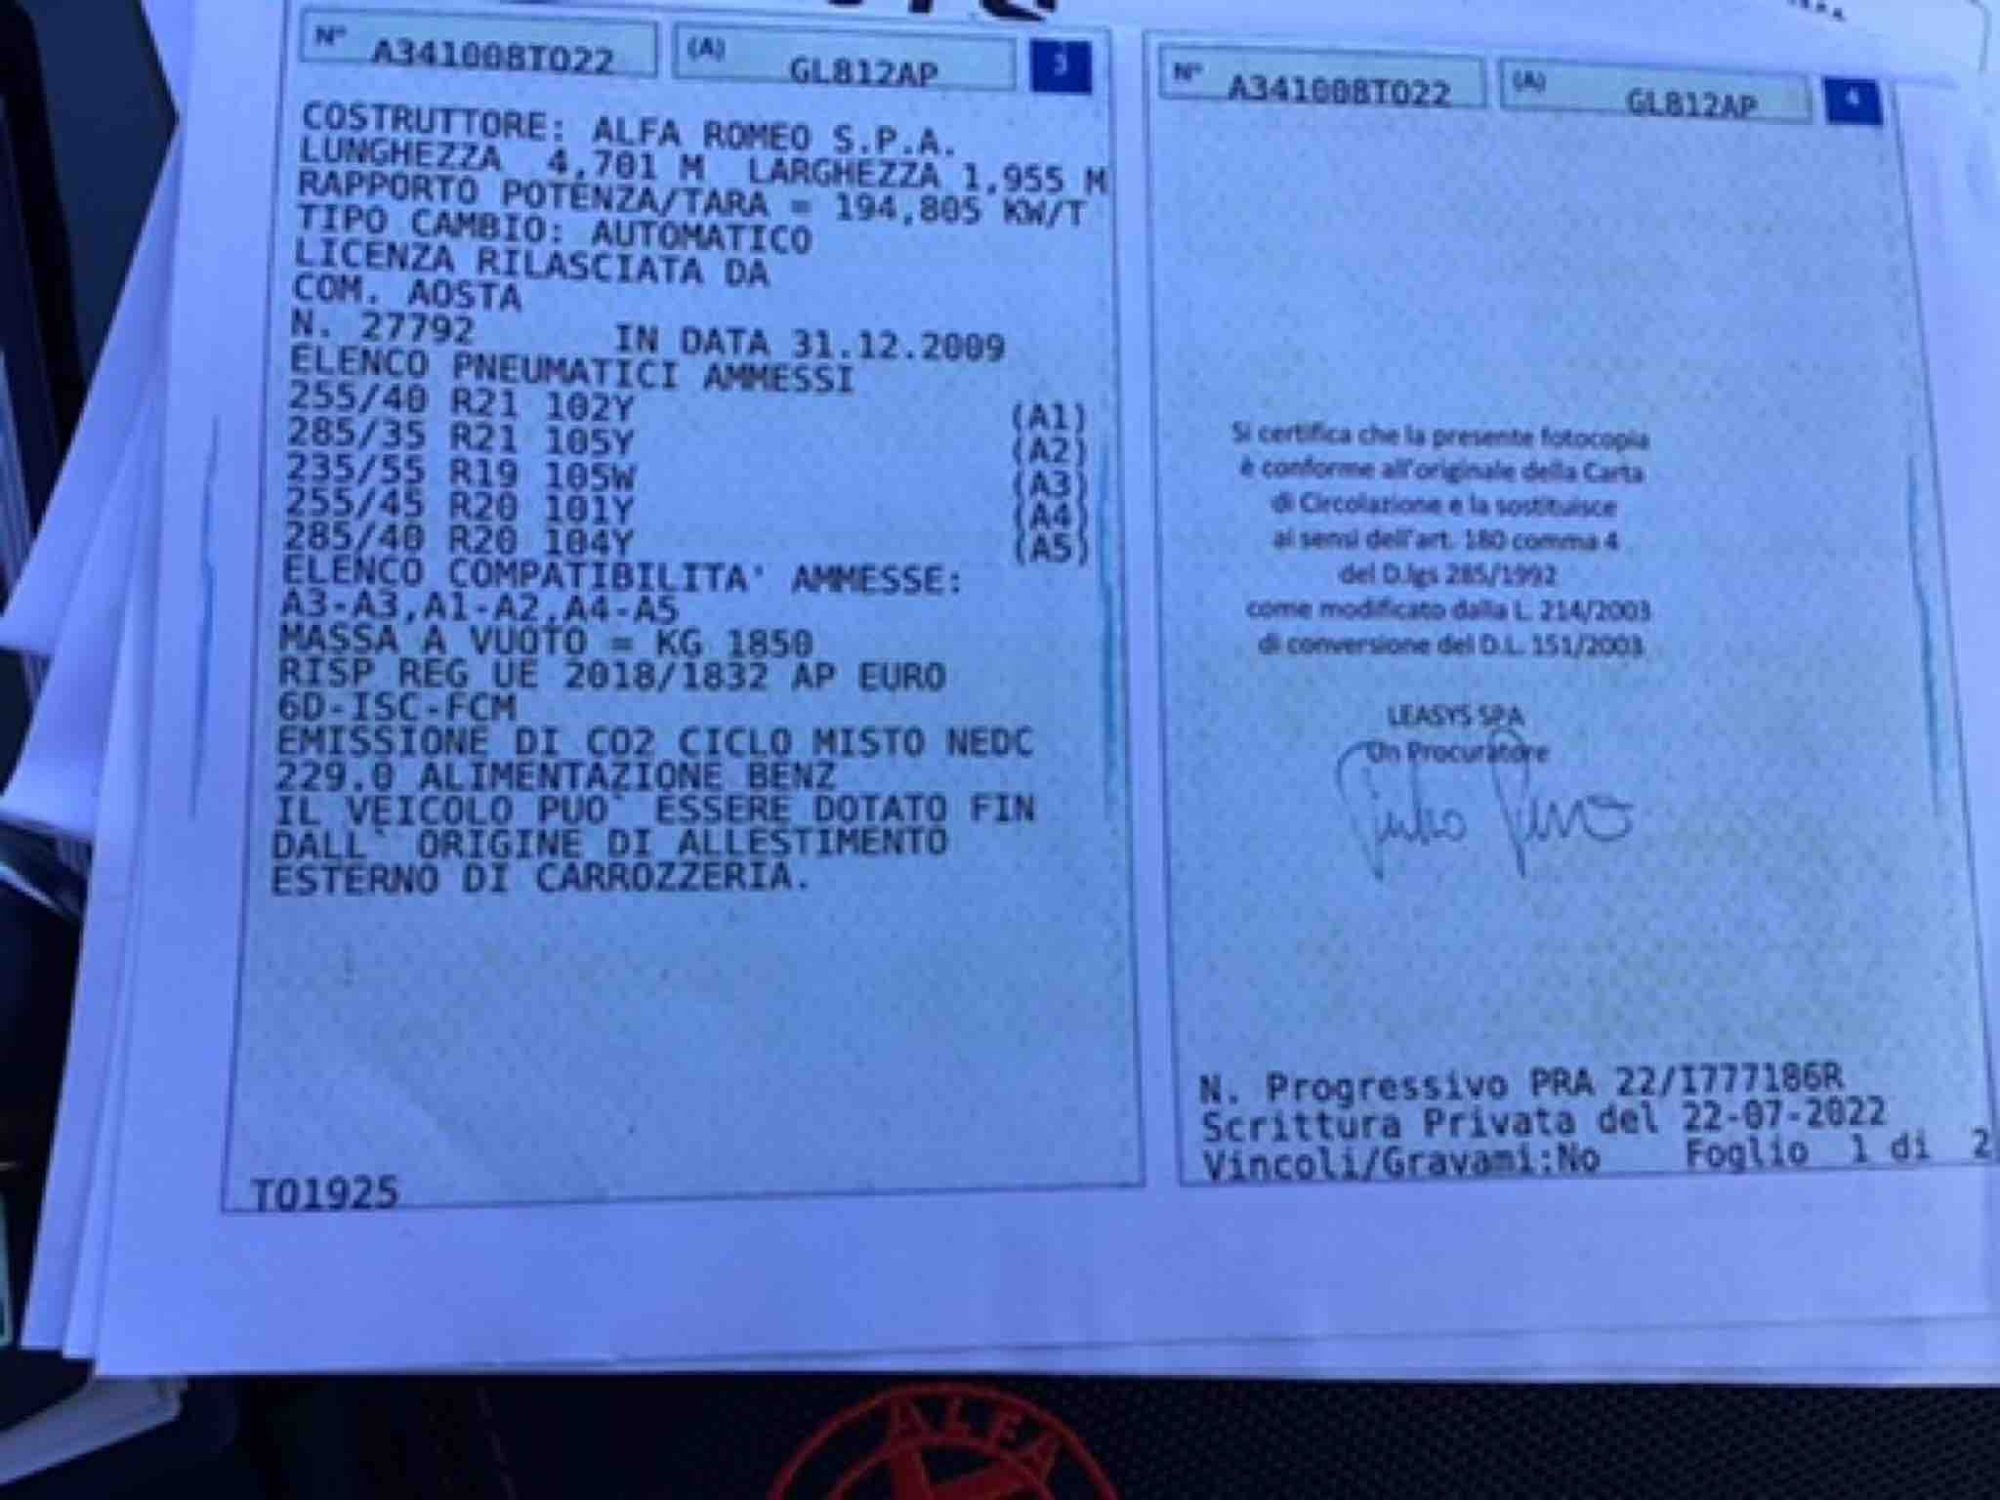 N° A341008TO22 (A) GL812AP 3
COSTRUTTORE: ALFA ROMEO S.P.A.
LUNGHEZZA 4,701 M LARGHEZZA 1,955 M
RAPPORTO POTENZA/TARA = 194,805 KW/T
TIPO CAMBIO: AUTOMATICO
LICENZA RILASCIATA DA
COM. AOSTA
N. 27792 IN DATA 31.12.2009
ELENCO PNEUMATICI AMMESSI
255/40 R21 102Y (A1)
285/35 R21 105Y (A2)
235/55 R19 105W (A3)
255/45 R20 101Y (A4)
285/40 R20 104Y (A5)
ELENCO COMPATIBILITA' AMMESSE:
A3-A3,A1-A2,A4-A5
MASSA A VUOTO = KG 1850
RISP REG UE 2018/1832 AP EURO
6D-ISC-FCM
EMISSIONE DI CO2 CICLO MISTO NEDC
229.0 ALIMENTAZIONE BENZ
IL VEICOLO PUO` ESSERE DOTATO FIN
DALL` ORIGINE DI ALLESTIMENTO
ESTERNO DI CARROZZERIA.
TO1925
N° A341008TO22 (A) GL812AP 4
Si certifica che la presente fotocopia
è conforme all'originale della Carta
di Circolazione e la sostituisce
ai sensi dell'art. 180 comma 4
del D.lgs 285/1992
come modificato dalla L. 214/2003
di conversione del D.L. 151/2003
LEASYS SPA
Un Procuratore
N. Progressivo PRA 22/I777186R
Scrittura Privata del 22-07-2022
Vincoli/Gravami:No Foglio 1 di 2
ALFA